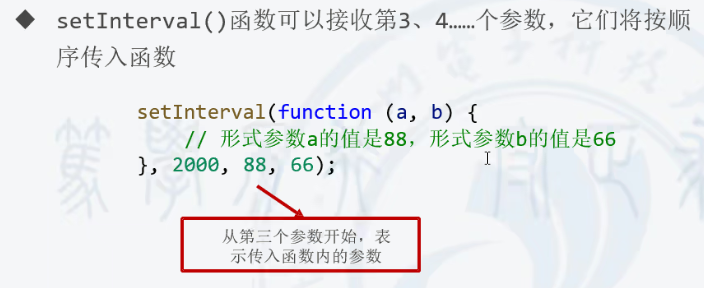 ◆ setInterval()函数可以接收第3、4……个参数，它们将按顺
序传入函数
setInterval(function (a, b) {
// 形式参数a的值是88，形式参数b的值是66
}, 2000, 88, 66);
从第三个参数开始，表
示传入函数内的参数